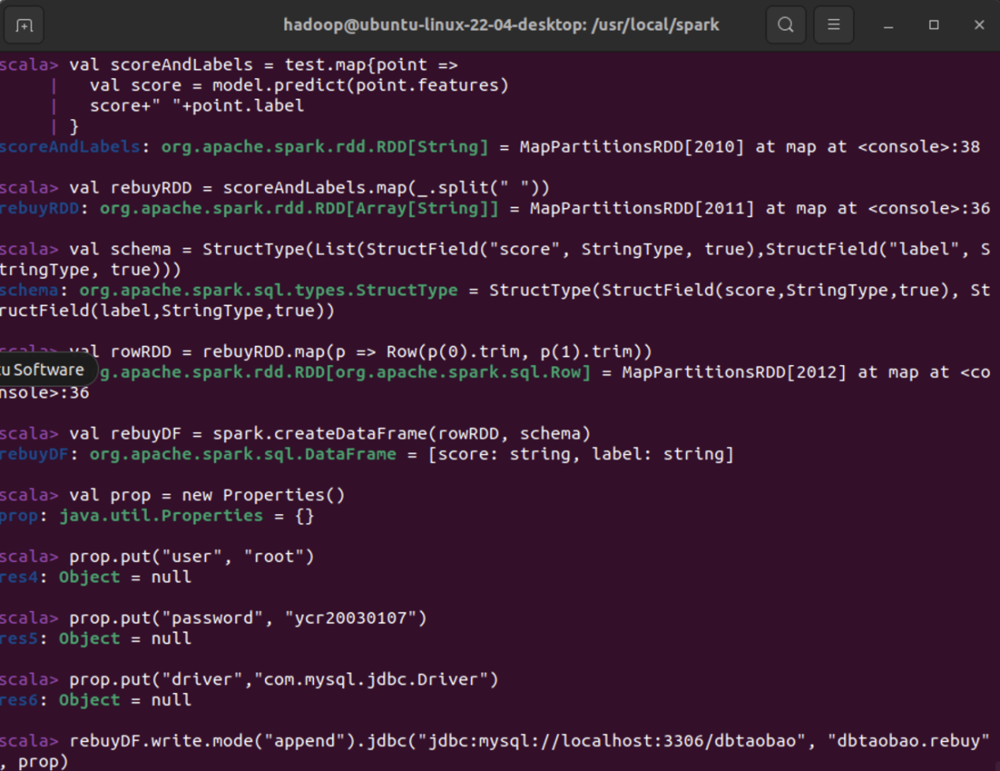 hadoop@ubuntu-linux-22-04-desktop: /usr/local/spark
scala> val scoreAndLabels = test.map{point =>
|   val score = model.predict(point.features)
|   score+" "+point.label
| }
scoreAndLabels: org.apache.spark.rdd.RDD[String] = MapPartitionsRDD[2010] at map at <console>:38
scala> val rebuyRDD = scoreAndLabels.map(_.split(" "))
rebuyRDD: org.apache.spark.rdd.RDD[Array[String]] = MapPartitionsRDD[2011] at map at <console>:36
scala> val schema = StructType(List(StructField("score", StringType, true),StructField("label", S
tringType, true)))
schema: org.apache.spark.sql.types.StructType = StructType(StructField(score,StringType,true), St
ructField(label,StringType,true))
scala> val rowRDD = rebuyRDD.map(p => Row(p(0).trim, p(1).trim))
tu Software
g.apache.spark.rdd.RDD[org.apache.spark.sql.Row] = MapPartitionsRDD[2012] at map at <co
nsole>:36
scala> val rebuyDF = spark.createDataFrame(rowRDD, schema)
rebuyDF: org.apache.spark.sql.DataFrame = [score: string, label: string]
scala> val prop = new Properties()
prop: java.util.Properties = {}
scala> prop.put("user", "root")
res4: Object = null
scala> prop.put("password", "ycr20030107")
res5: Object = null
scala> prop.put("driver","com.mysql.jdbc.Driver")
res6: Object = null
scala> rebuyDF.write.mode("append").jdbc("jdbc:mysql://localhost:3306/dbtaobao", "dbtaobao.rebuy"
, prop)